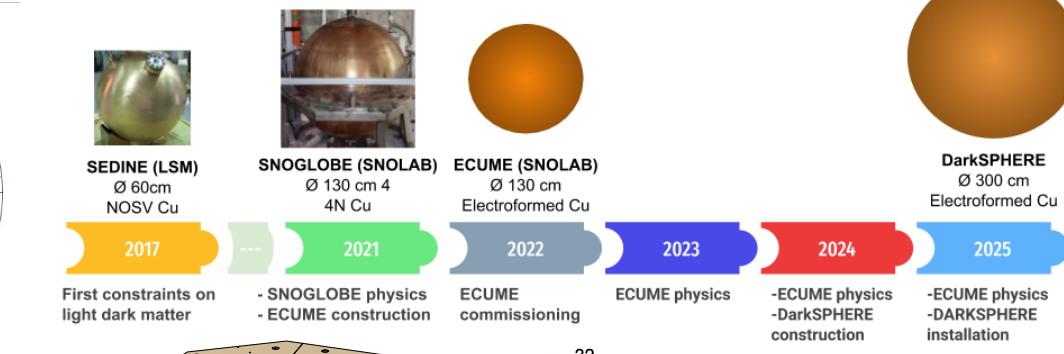 SEDINE (LSM)
Ø 60cm
NOSV Cu
SNOGLOBE (SNOLAB)
Ø 130 cm 4
4N Cu
ECUME (SNOLAB)
Ø 130 cm
Electroformed Cu
DarkSPHERE
Ø 300 cm
Electroformed Cu
2017
---
2021
2022
2023
2024
2025
First constraints on
light dark matter
- SNOGLOBE physics
- ECUME construction
ECUME
commissioning
ECUME physics
-ECUME physics
-DarkSPHERE
construction
-ECUME physics
-DARKSPHERE
installation